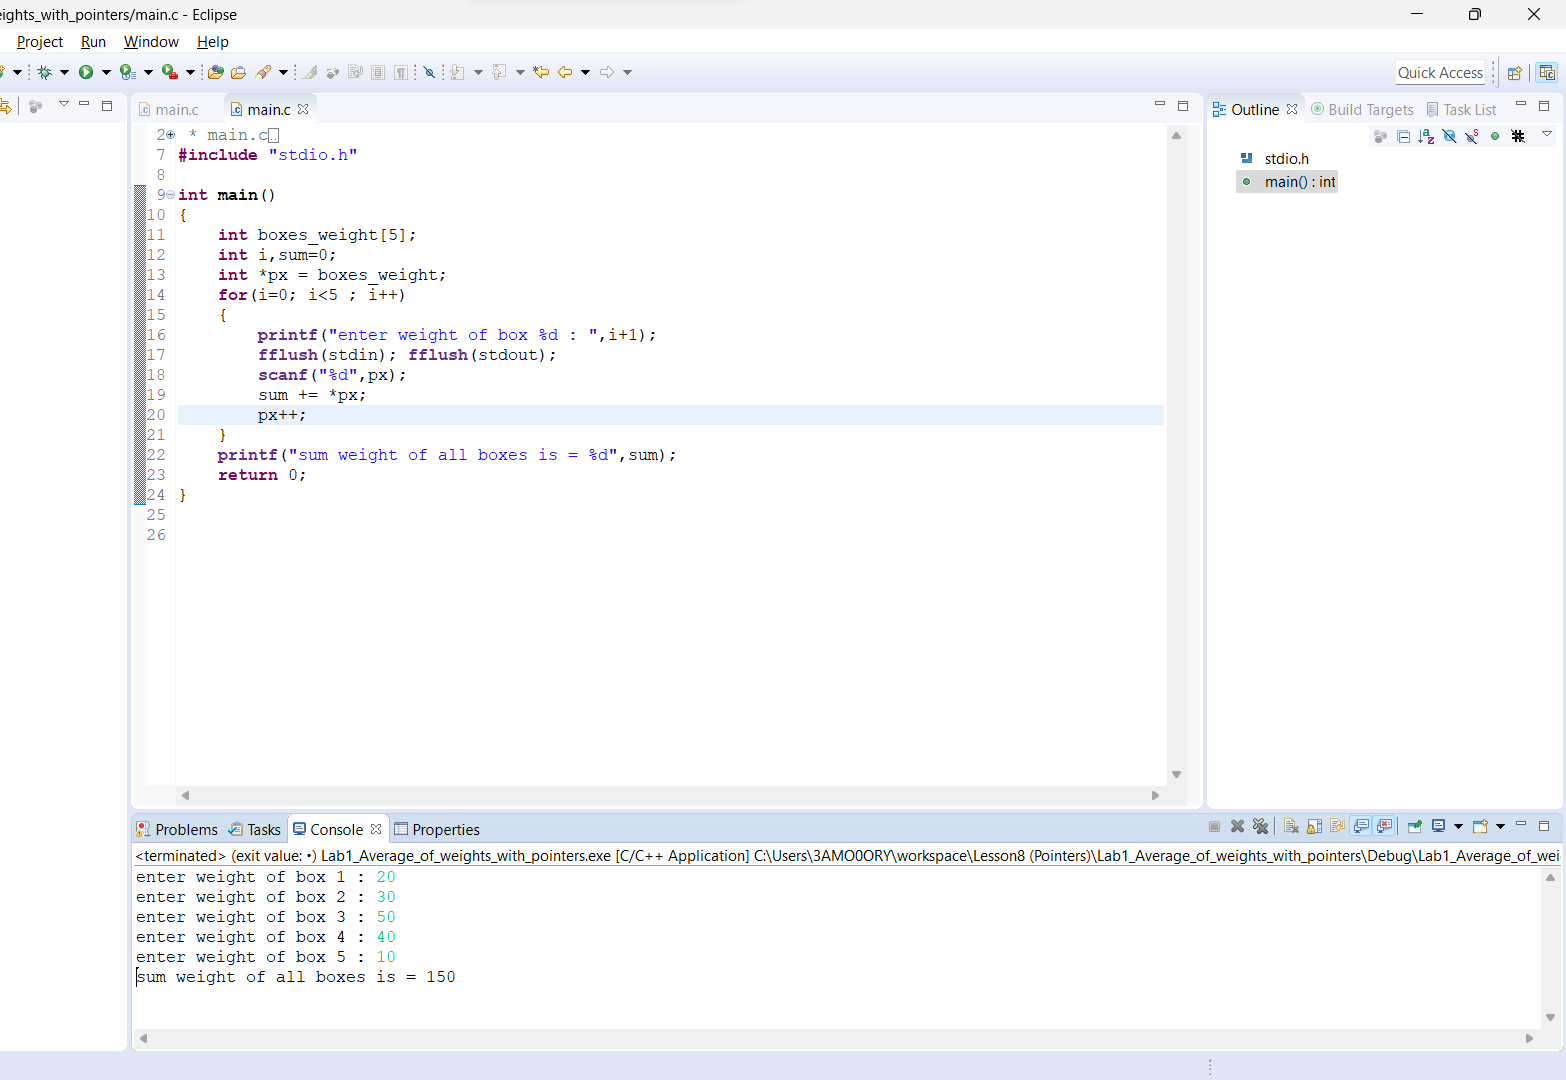 eights_with_pointers/main.c - Eclipse
Project Run Window Help
Quick Access
main.c
main.c
2 * main.c
7 #include "stdio.h"
8
9 int main()
10 {
11 int boxes_weight[5];
12 int i,sum=0;
13 int *px = boxes_weight;
14 for(i=0; i<5 ; i++)
15 {
16 printf("enter weight of box %d : ",i+1);
17 fflush(stdin); fflush(stdout);
18 scanf("%d",px);
19 sum += *px;
20 px++;
21 }
22 printf("sum weight of all boxes is = %d",sum);
23 return 0;
24 }
25
26
Outline Build Targets Task List
stdio.h
main() : int
Problems Tasks Console Properties
<terminated> (exit value: •) Lab1_Average_of_weights_with_pointers.exe [C/C++ Application] C:\Users\3AMO0ORY\workspace\Lesson8 (Pointers)\Lab1_Average_of_weights_with_pointers\Debug\Lab1_Average_of_wei
enter weight of box 1 : 20
enter weight of box 2 : 30
enter weight of box 3 : 50
enter weight of box 4 : 40
enter weight of box 5 : 10
sum weight of all boxes is = 150